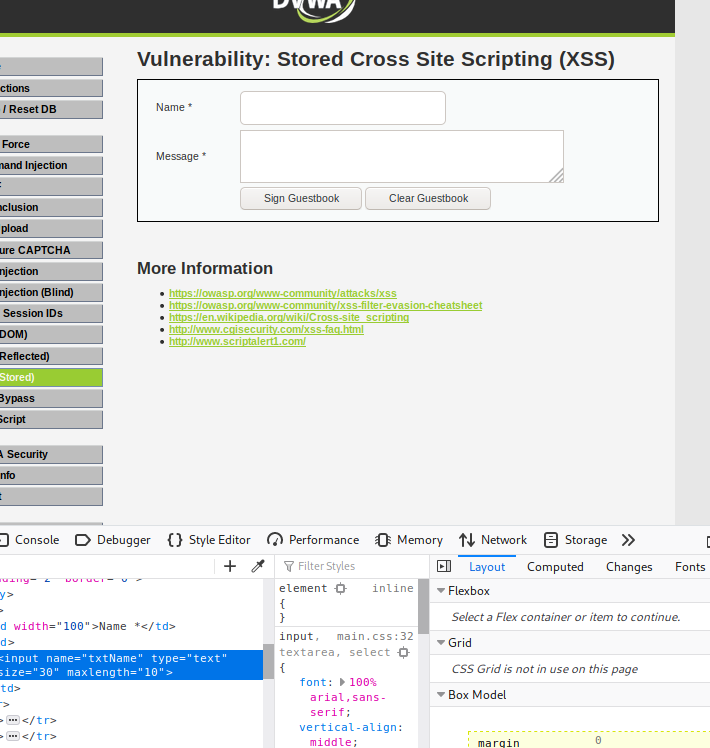 DVWA
Vulnerability: Stored Cross Site Scripting (XSS)
ctions
/ Reset DB
Force
mand Injection
nclusion
pload
ure CAPTCHA
njection
njection (Blind)
Session IDs
DOM)
Reflected)
Stored)
Bypass
Script
A Security
nfo
t
Name *
Message *
Sign Guestbook Clear Guestbook
More Information
https://owasp.org/www-community/attacks/xss
https://owasp.org/www-community/xss-filter-evasion-cheatsheet
https://en.wikipedia.org/wiki/Cross-site_scripting
http://www.cgisecurity.com/xss-faq.html
http://www.scriptalert1.com/
Console Debugger Style Editor Performance Memory Network Storage
Filter Styles
Layout Computed Changes Fonts
ding="2" border="0">
y>
>
d width="100">Name *</td>
d>
<input name="txtName" type="text"
size="30" maxlength="10">
td>
r>
></tr>
></tr>
element inline
{
}
input, main.css:32
textarea, select
{
font: 100%
arial,sans-
serif;
vertical-align:
middle;
Flexbox
Select a Flex container or item to continue.
Grid
CSS Grid is not in use on this page
Box Model
margin 0